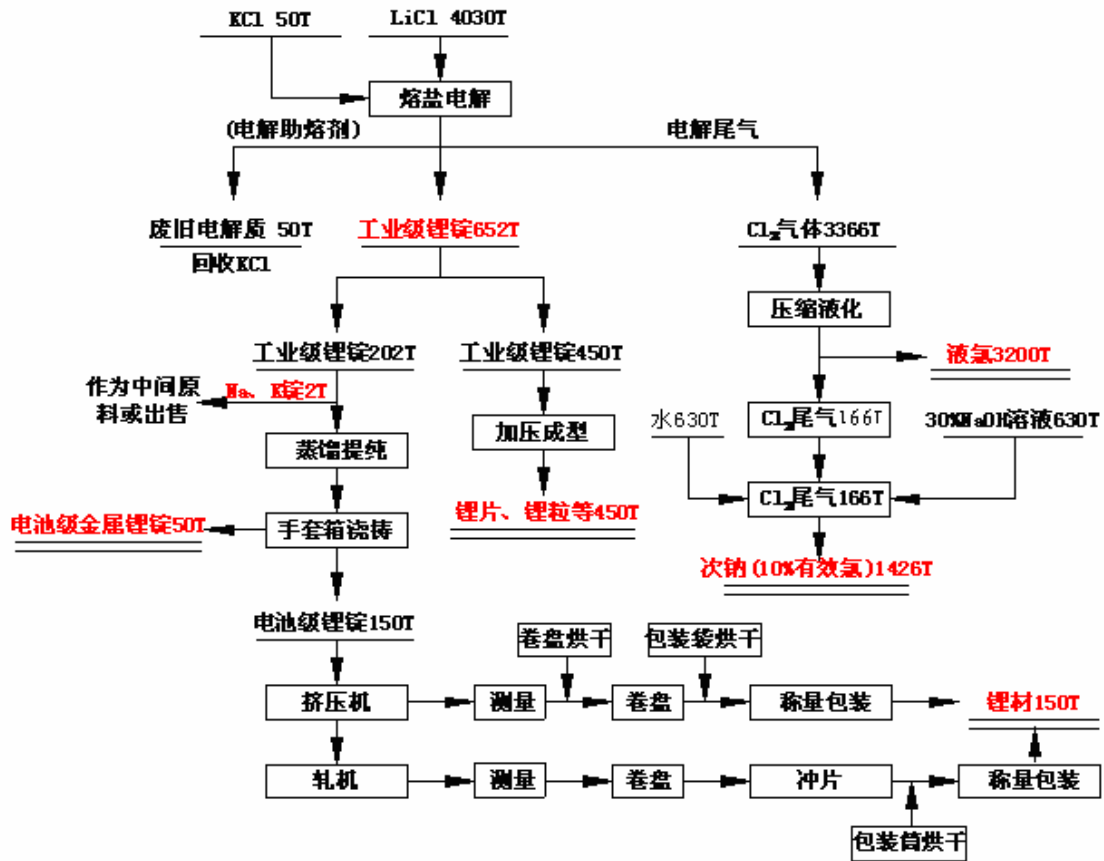 KCl 50T
LiCl 4030T
熔盐电解
(电解助熔剂)
电解尾气
废旧电解质 50T
回收KCl
工业级锂锭652T
Cl₂气体3366T
压缩液化
工业级锂锭202T
工业级锂锭450T
液氯3200T
作为中间原
料或出售
Na、K锭2T
蒸馏提纯
加压成型
水630T
Cl₂尾气166T
30%NaOH溶液630T
电池级金属锂锭50T
手套箱浇铸
锂片、锂粒等450T
Cl₂尾气166T
次钠(10%有效氯)1426T
电池级锂锭150T
卷盘烘干
包装袋烘干
挤压机
测量
卷盘
称量包装
锂材150T
轧机
测量
卷盘
冲片
称量包装
包装筒烘干